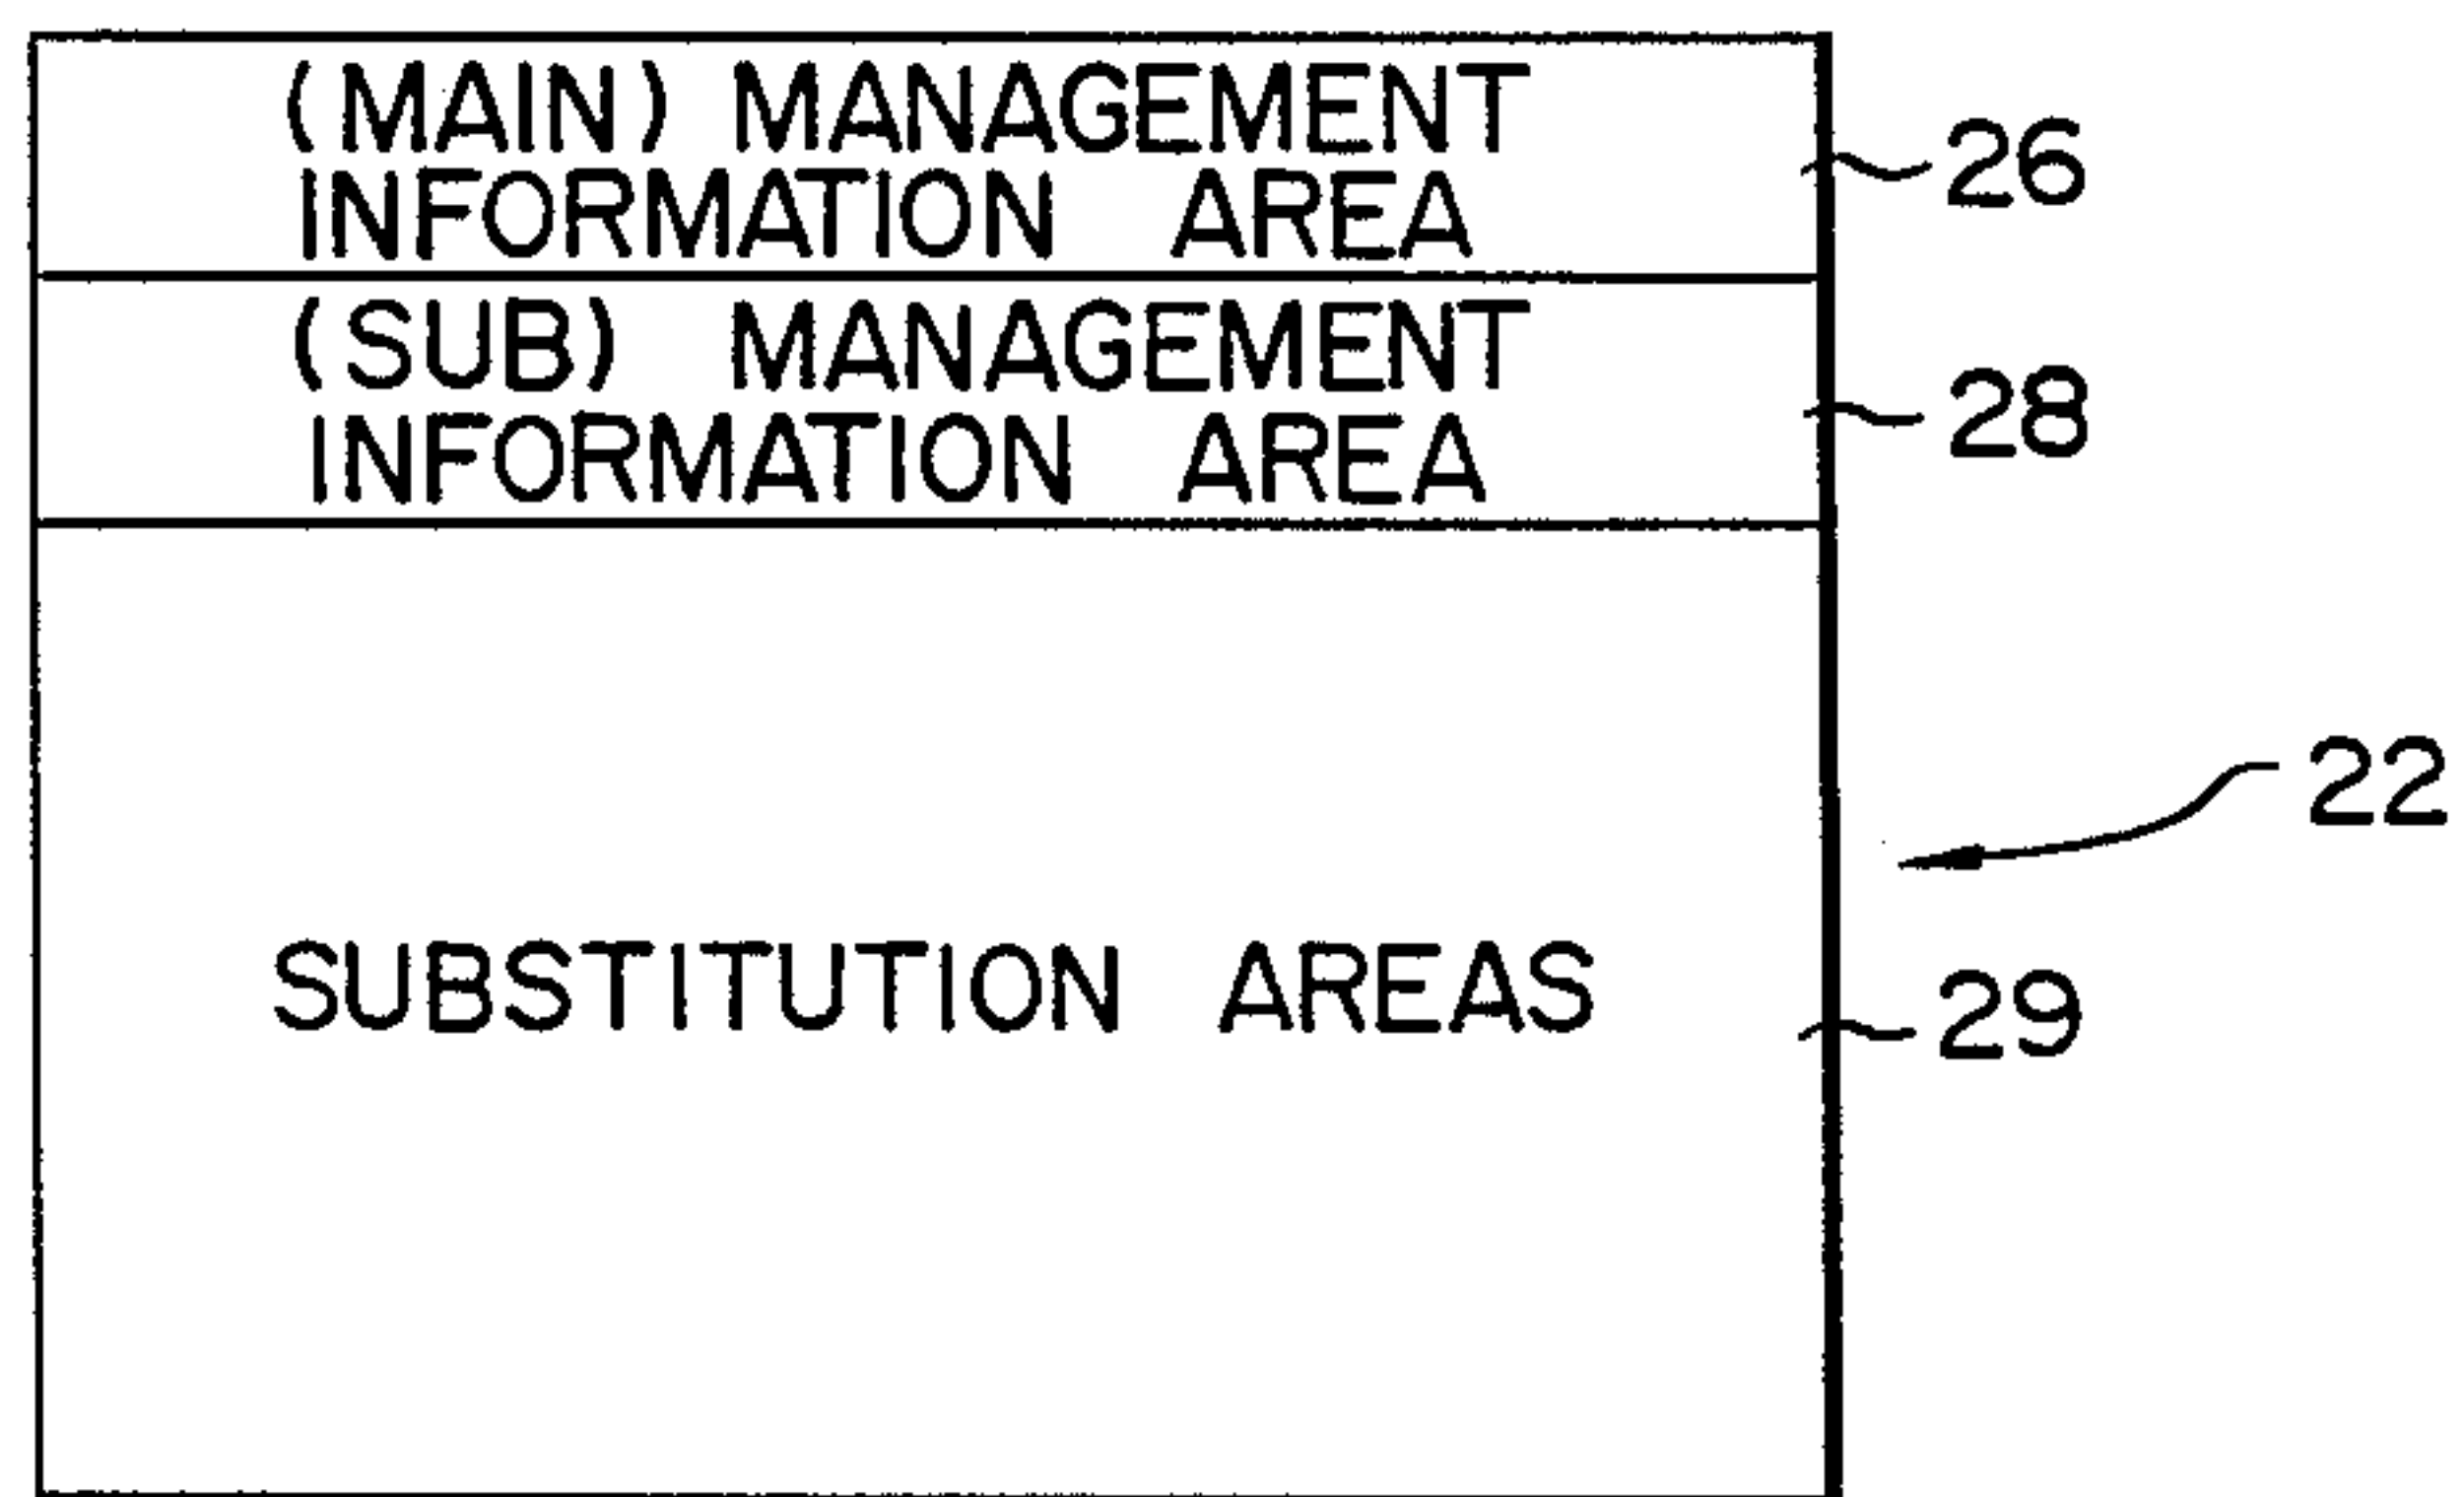 (MAIN) MANAGEMENT
INFORMATION AREA
26
(SUB) MANAGEMENT
INFORMATION AREA
28
22
SUBSTITUTION AREAS
29